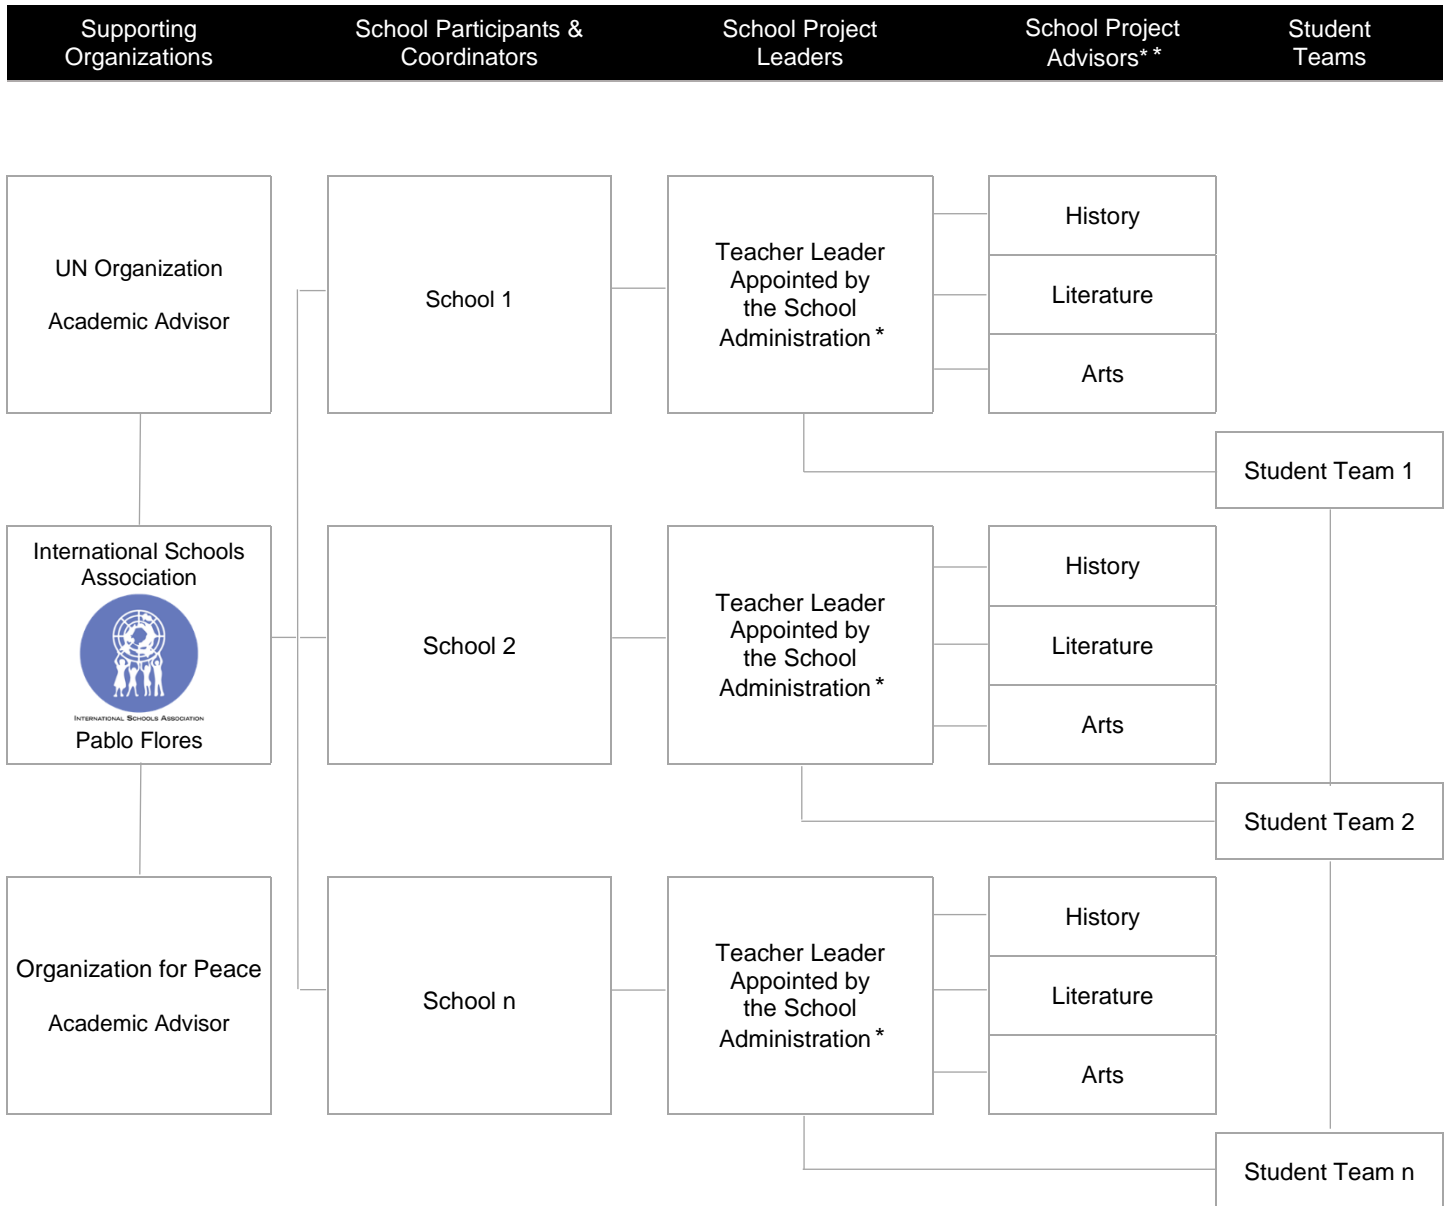 Supporting
Organizations
School Participants &
Coordinators
School Project
Leaders
School Project
Advisors**
Student
Teams
UN Organization
Academic Advisor
School 1
Teacher Leader
Appointed by
the School
Administration*
History
Literature
Arts
Student Team 1
International Schools
Association
INTERNATIONAL SCHOOLS ASSOCIATION
Pablo Flores
School 2
Teacher Leader
Appointed by
the School
Administration*
History
Literature
Arts
Student Team 2
Organization for Peace
Academic Advisor
School n
Teacher Leader
Appointed by
the School
Administration*
History
Literature
Arts
Student Team n